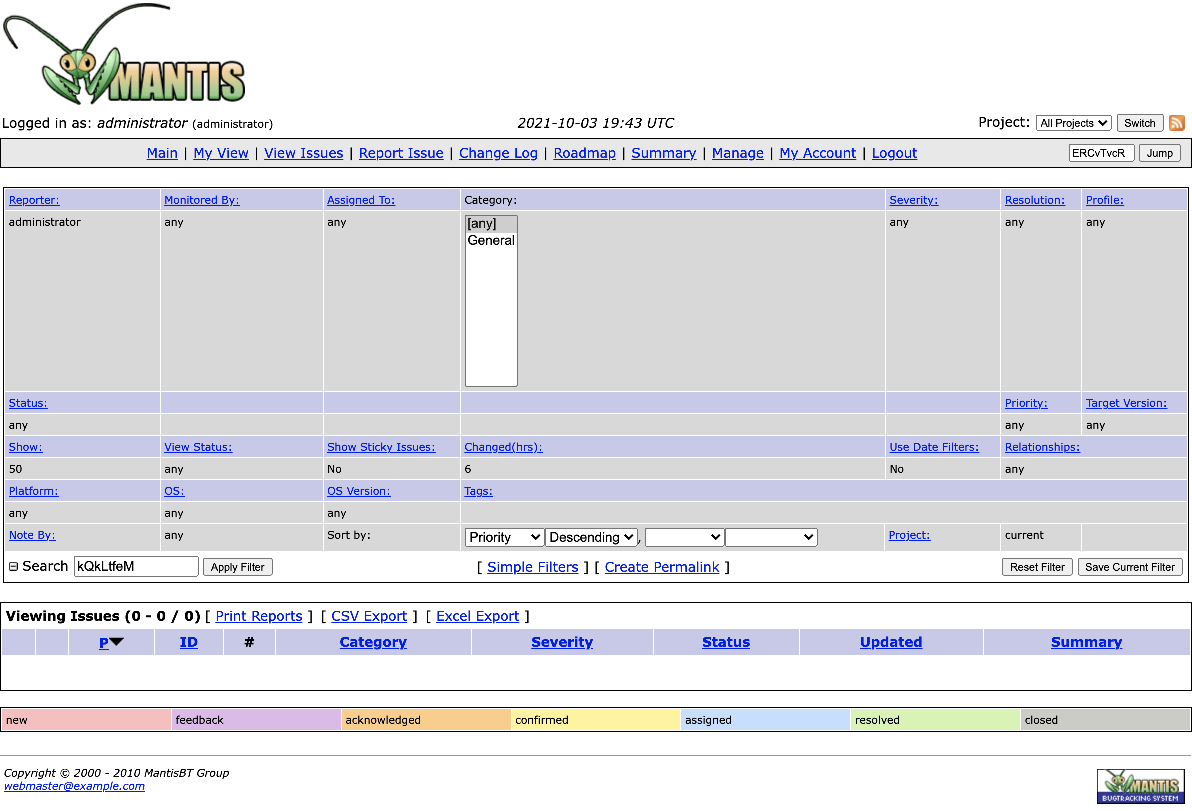 MANTIS
Logged in as: administrator (administrator) 2021-10-03 19:43 UTC Project: All Projects Switch
Main | My View | View Issues | Report Issue | Change Log | Roadmap | Summary | Manage | My Account | Logout ERCvTvcR Jump
Reporter: Monitored By: Assigned To: Category: Severity: Resolution: Profile:
administrator any any [any] any any any
General
Status: Priority: Target Version:
any any any
Show: View Status: Show Sticky Issues: Changed(hrs): Use Date Filters: Relationships:
50 any No 6 No any
Platform: OS: OS Version: Tags:
any any any
Note By: any Sort by: Priority Descending , Project: current
Search kQkLtfeM Apply Filter [ Simple Filters ] [ Create Permalink ] Reset Filter Save Current Filter
Viewing Issues (0 - 0 / 0) [ Print Reports ] [ CSV Export ] [ Excel Export ]
P ID # Category Severity Status Updated Summary
new feedback acknowledged confirmed assigned resolved closed
Copyright © 2000 - 2010 MantisBT Group
webmaster@example.com
MANTIS
BUGTRACKING SYSTEM